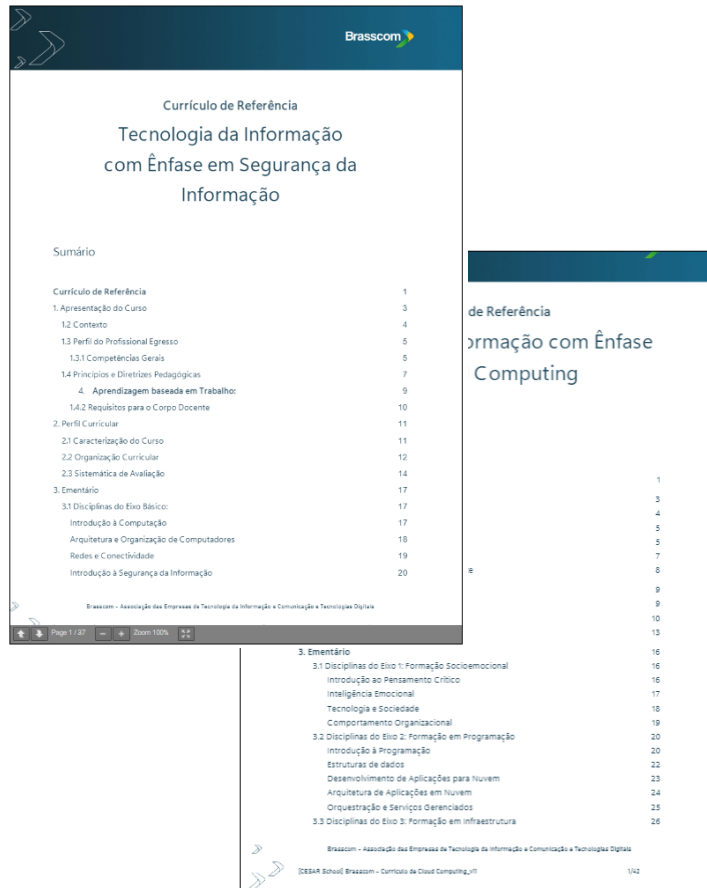 Brasscom
Currículo de Referência
Tecnologia da Informação
com Ênfase em Segurança da
Informação
Sumário
Currículo de Referência 1
1. Apresentação do Curso 3
1.2 Contexto 4
1.3 Perfil do Profissional Egresso 5
1.3.1 Competências Gerais 5
1.4 Princípios e Diretrizes Pedagógicas 7
4. Aprendizagem baseada em Trabalho: 9
1.4.2 Requisitos para o Corpo Docente 10
2. Perfil Curricular 11
2.1 Caracterização do Curso 11
2.2 Organização Curricular 12
2.3 Sistemática de Avaliação 14
3. Ementário 17
3.1 Disciplinas do Eixo Básico: 17
Introdução à Computação 17
Arquitetura e Organização de Computadores 18
Redes e Conectividade 19
Introdução à Segurança da Informação 20
Brasscom - Associação das Empresas de Tecnologia da Informação e Comunicação e Tecnologias Digitais
Page 1 / 37 Zoom 100%
de Referência
ormação com Ênfase
Computing
1
3
4
5
5
7
e 8
9
9
10
13
3. Ementário 16
3.1 Disciplinas do Eixo 1: Formação Socioemocional 16
Introdução ao Pensamento Crítico 16
Inteligência Emocional 17
Tecnologia e Sociedade 18
Comportamento Organizacional 19
3.2 Disciplinas do Eixo 2: Formação em Programação 20
Introdução à Programação 20
Estruturas de dados 22
Desenvolvimento de Aplicações para Nuvem 23
Arquitetura de Aplicações em Nuvem 24
Orquestração e Serviços Gerenciados 25
3.3 Disciplinas do Eixo 3: Formação em Infraestrutura 26
Brasscom - Associação das Empresas de Tecnologia da Informação e Comunicação e Tecnologias Digitais
[CESAR School] Brasscom - Currículo de Cloud Computing_v11 1/42